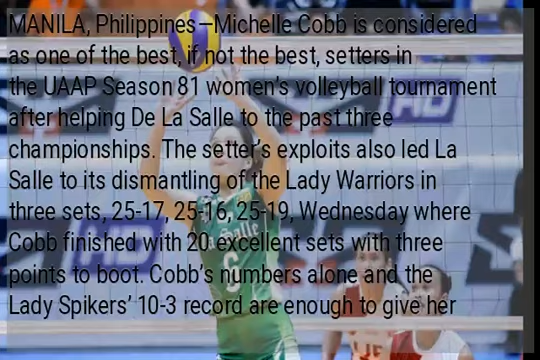 MANILA, Philippines—Michelle Cobb is considered
as one of the best, if not the best, setters in
the UAAP Season 81 women's volleyball tournament
after helping De La Salle to the past three
championships. The setter's exploits also led La
Salle to its dismantling of the Lady Warriors in
three sets, 25-17, 25-16, 25-19, Wednesday where
Cobb finished with 20 excellent sets with three
points to boot. Cobb's numbers alone and the
Lady Spikers' 10-3 record are enough to give her
HD
HD
Salle
6